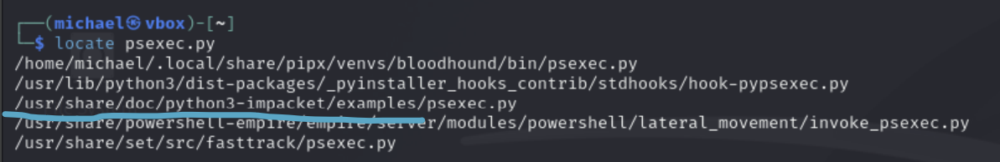 ┌──(michael㉿vbox)-[~]
└─$ locate psexec.py
/home/michael/.local/share/pipx/venvs/bloodhound/bin/psexec.py
/usr/lib/python3/dist-packages/_pyinstaller_hooks_contrib/stdhooks/hook-pypsexec.py
/usr/share/doc/python3-impacket/examples/psexec.py
/usr/share/powershell-empire/empire/server/modules/powershell/lateral_movement/invoke_psexec.py
/usr/share/set/src/fasttrack/psexec.py